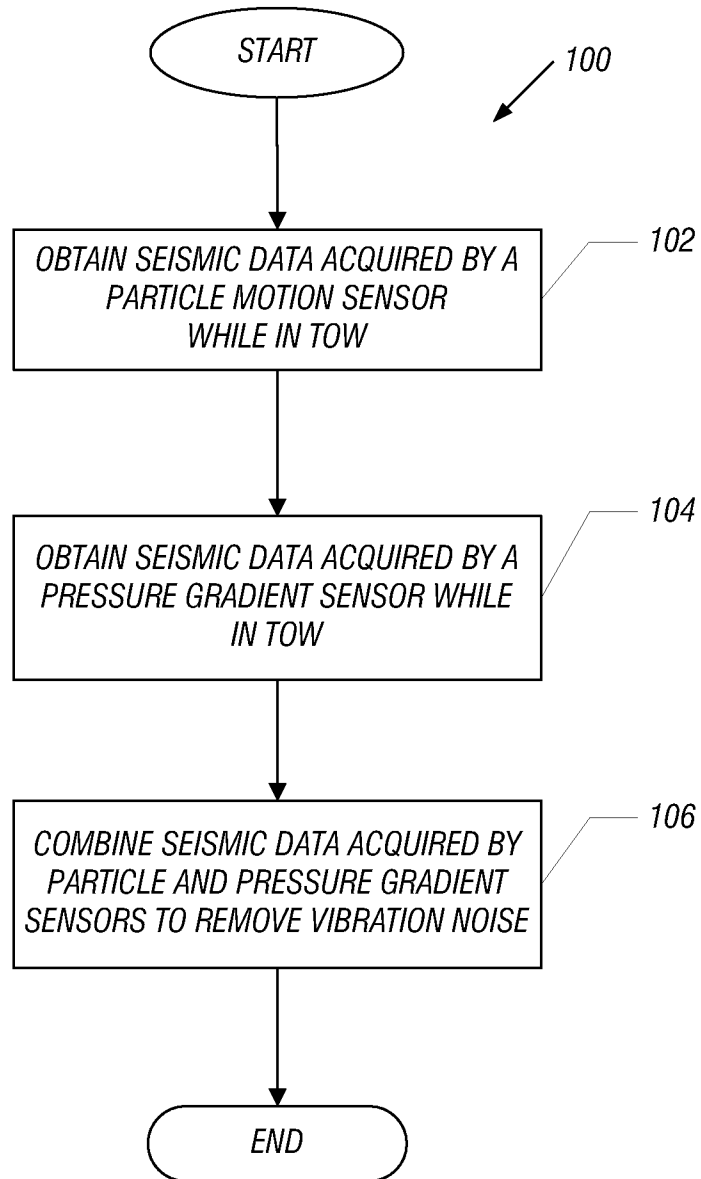 START
100
OBTAIN SEISMIC DATA ACQUIRED BY A
PARTICLE MOTION SENSOR
WHILE IN TOW
102
OBTAIN SEISMIC DATA ACQUIRED BY A
PRESSURE GRADIENT SENSOR WHILE
IN TOW
104
COMBINE SEISMIC DATA ACQUIRED BY
PARTICLE AND PRESSURE GRADIENT
SENSORS TO REMOVE VIBRATION NOISE
106
END